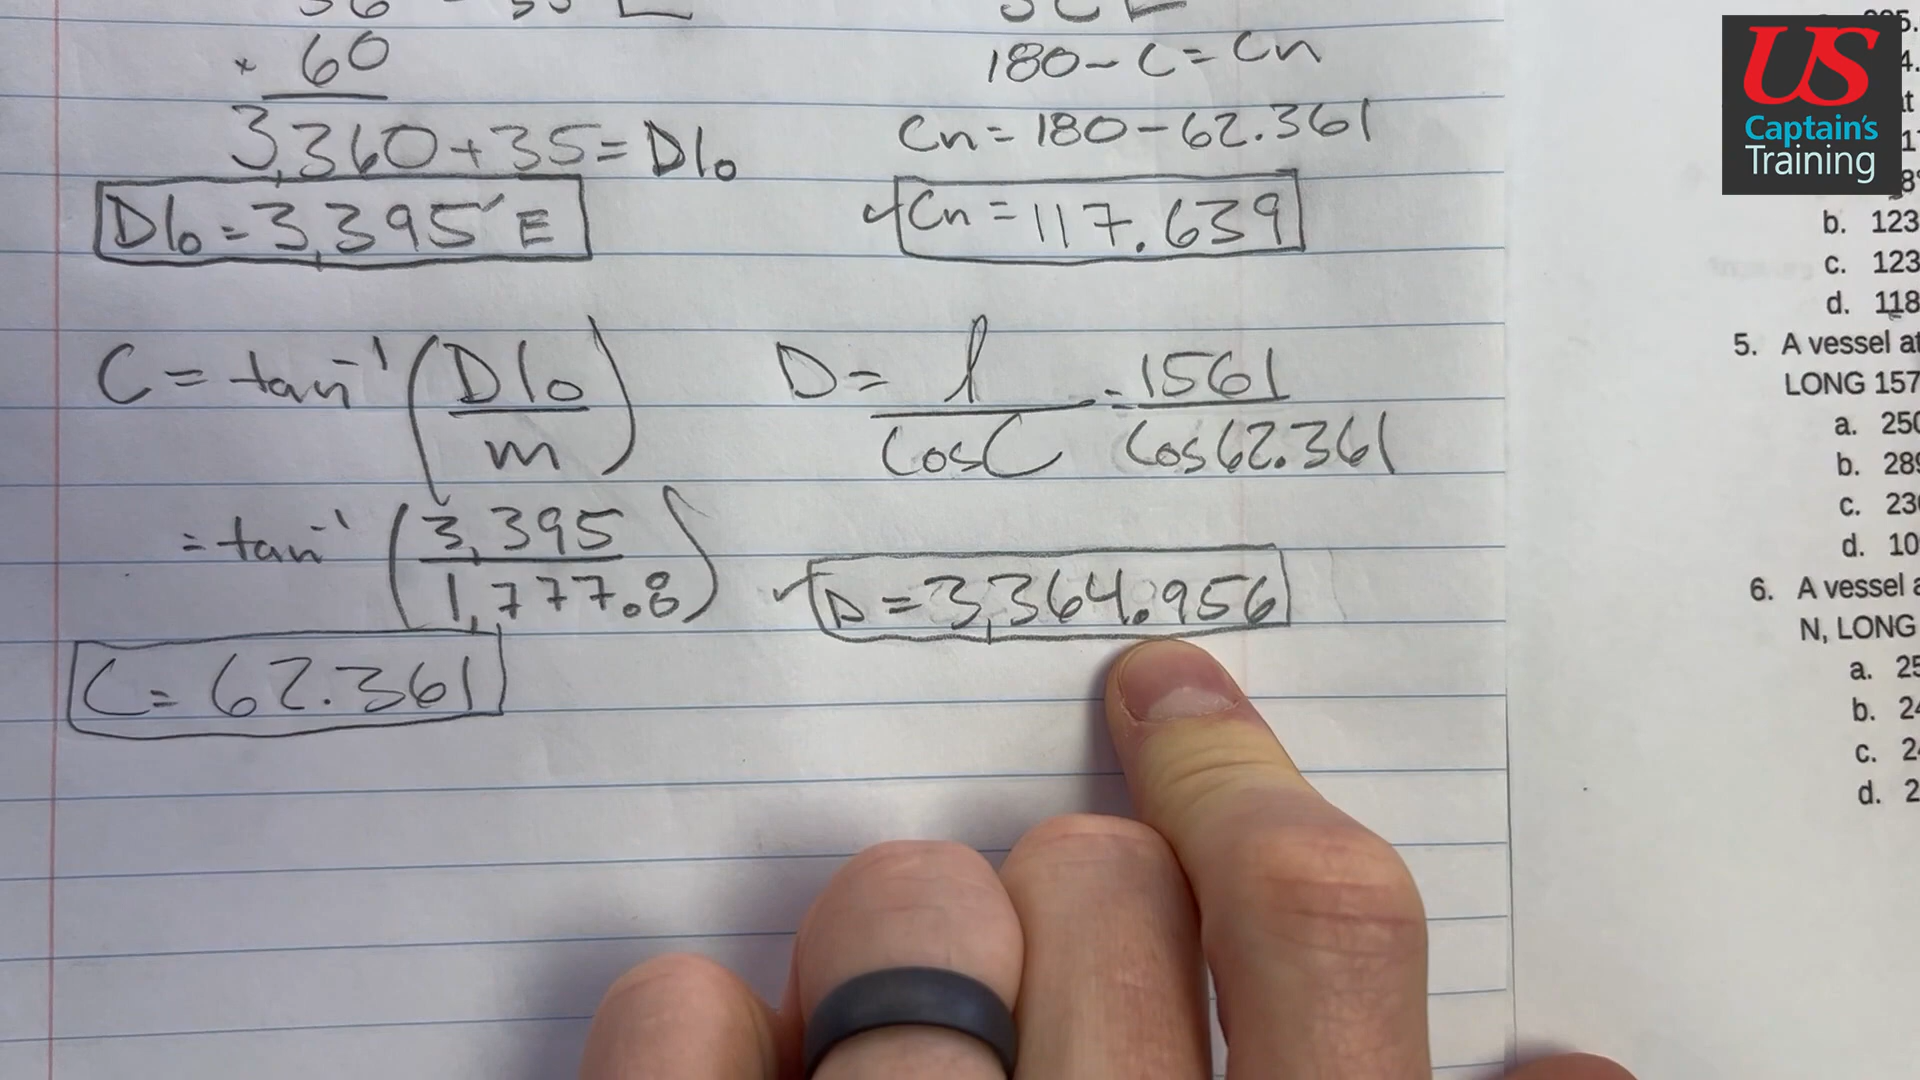 × 60
3,360 + 35 = Dlo
Dlo = 3,395' E
C = tan⁻¹ (Dlo / m)
= tan⁻¹ (3,395 / 1,777.8)
C = 62.361
180 - C = Cn
Cn = 180 - 62.361
Cn = 117.639
D = l / Cos C = 1561 / Cos 62.361
D = 3,364.956
US
Captain's
Training
b. 123
c. 123
d. 118
5. A vessel at
LONG 157
a. 250
b. 289
c. 230
d. 10
6. A vessel a
N, LONG
a. 25
b. 24
c. 2
d. 2